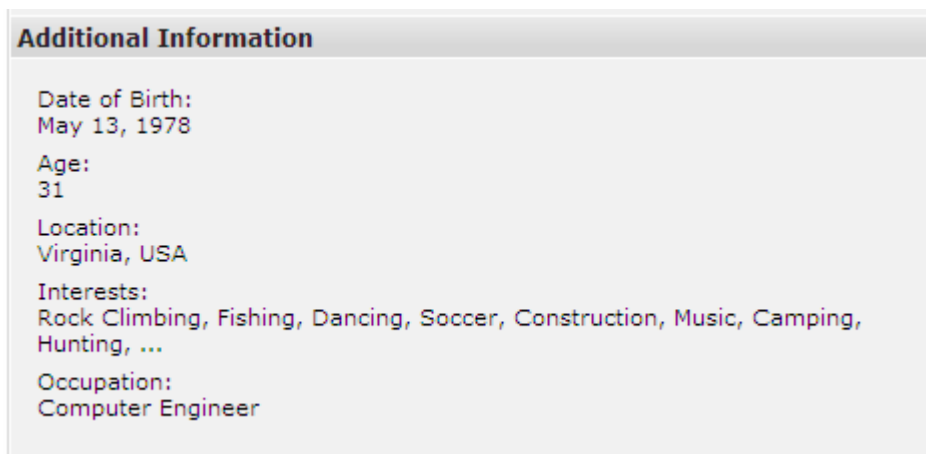 Additional Information
Date of Birth:
May 13, 1978
Age:
31
Location:
Virginia, USA
Interests:
Rock Climbing, Fishing, Dancing, Soccer, Construction, Music, Camping,
Hunting, ...
Occupation:
Computer Engineer